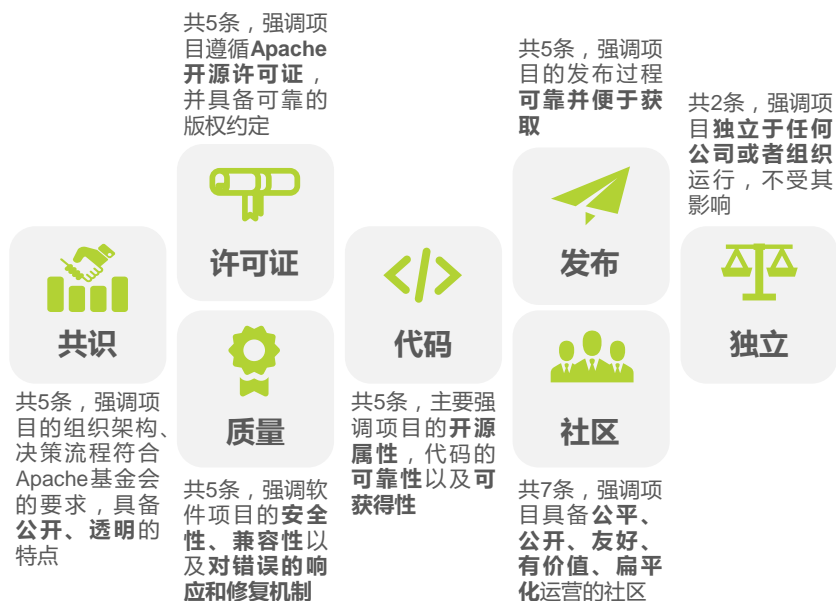 共5条，强调项
目遵循Apache
开源许可证，
并具备可靠的
版权约定
许可证
共识
共5条，强调项
目的组织架构、
决策流程符合
Apache基金会
的要求，具备
公开、透明的
特点
质量
共5条，强调软
件项目的安全
性、兼容性以
及对错误的响
应和修复机制
代码
共5条，主要强
调项目的开源
属性，代码的
可靠性以及可
获得性
共5条，强调项
目的发布过程
可靠并便于获
取
发布
社区
共7条，强调项
目具备公平、
公开、友好、
有价值、扁平
化运营的社区
共2条，强调项
目独立于任何
公司或者组织
运行，不受其
影响
独立